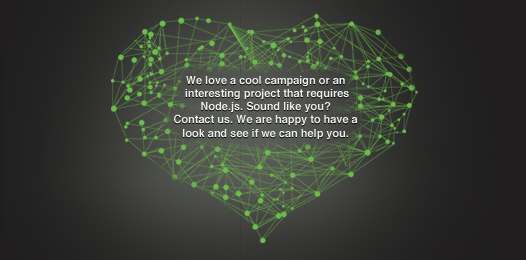 We love a cool campaign or an
interesting project that requires
Node.js. Sound like you?
Contact us. We are happy to have a
look and see if we can help you.